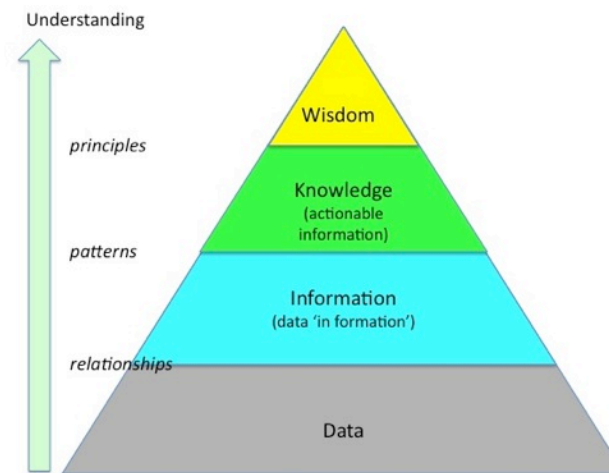 Understanding
Wisdom
principles
Knowledge
(actionable
information)
patterns
Information
(data ‘in formation’)
relationships
Data